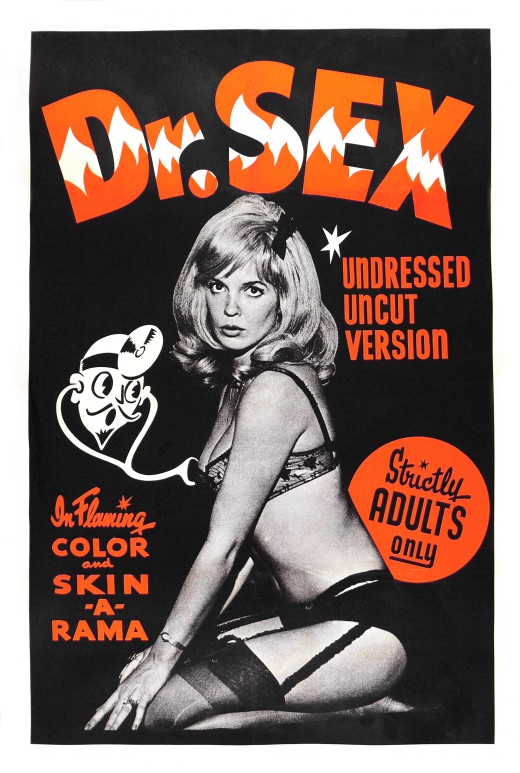 Dr. SEX
UNDRESSED
UNCUT
VERSION
Strictly
ADULTS
only
In Flaming
COLOR
and
SKIN
-A-
RAMA